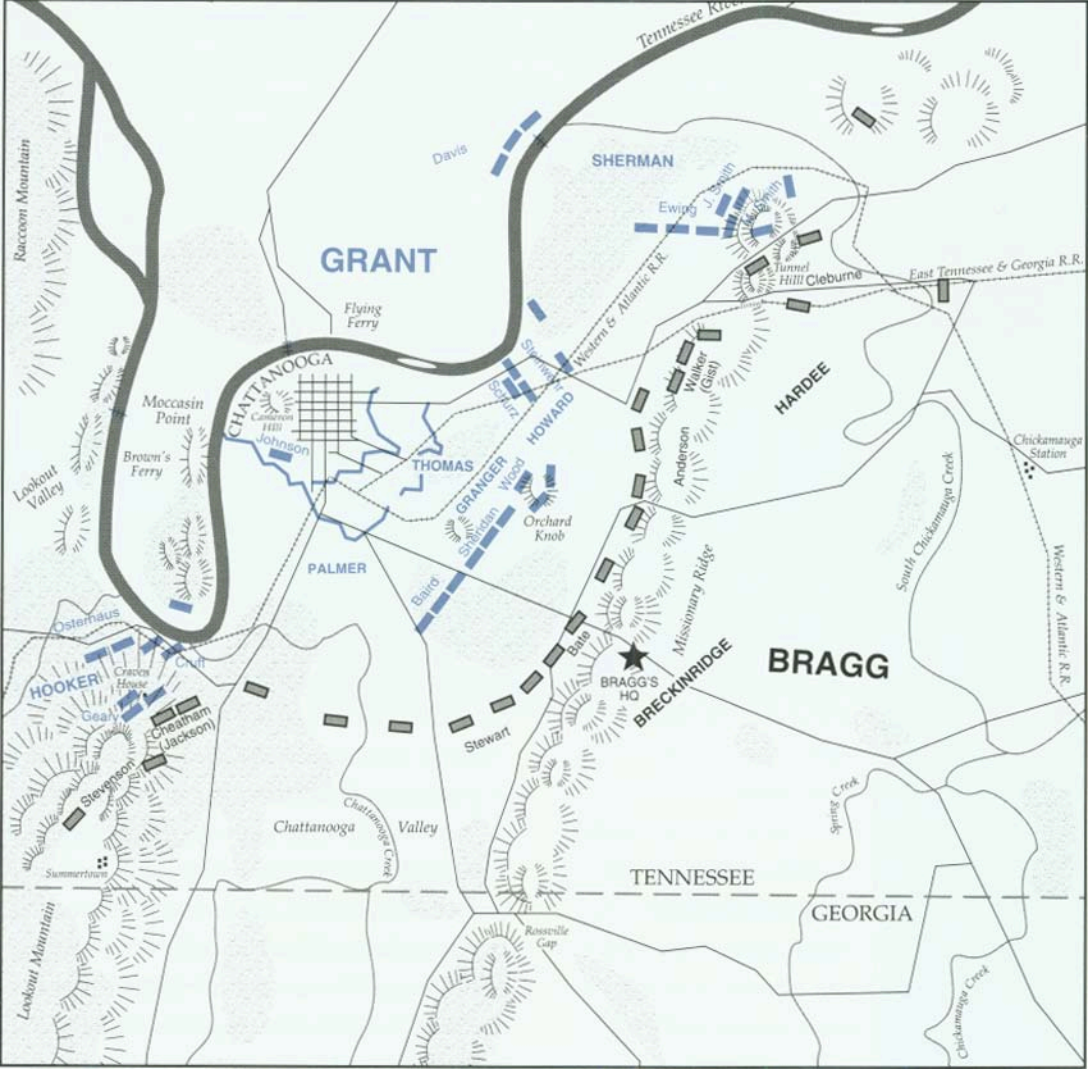 Tennessee River
Raccoon Mountain
Davis
SHERMAN
J. Smith
M. Smith
Ewing
GRANT
Western & Atlantic R.R.
Tunnel
Hilll
Cleburne
East Tennessee & Georgia R.R.
Flying
Ferry
CHATTANOOGA
Steinwehr
Schurz
HOWARD
Walker
(Gist)
HARDEE
Moccasin
Point
Cameron
Hill
Johnson
Brown's
Ferry
THOMAS
GRANGER
Wood
Anderson
Chickamauga
Station
Lookout
Valley
Sheridan
Orchard
Knob
South Chickamauga Creek
PALMER
Baird
Missionary Ridge
Western & Atlantic R.R.
Osterhaus
Cruft
Bate
BRAGG'S
HQ
BRECKINRIDGE
BRAGG
HOOKER
Craven
House
Geary
Cheatham
(Jackson)
Stewart
Stevenson
Chattanooga Valley
Chattanooga
Creek
Spring Creek
Summertown
TENNESSEE
GEORGIA
Lookout Mountain
Rossville
Gap
Chickamauga Creek